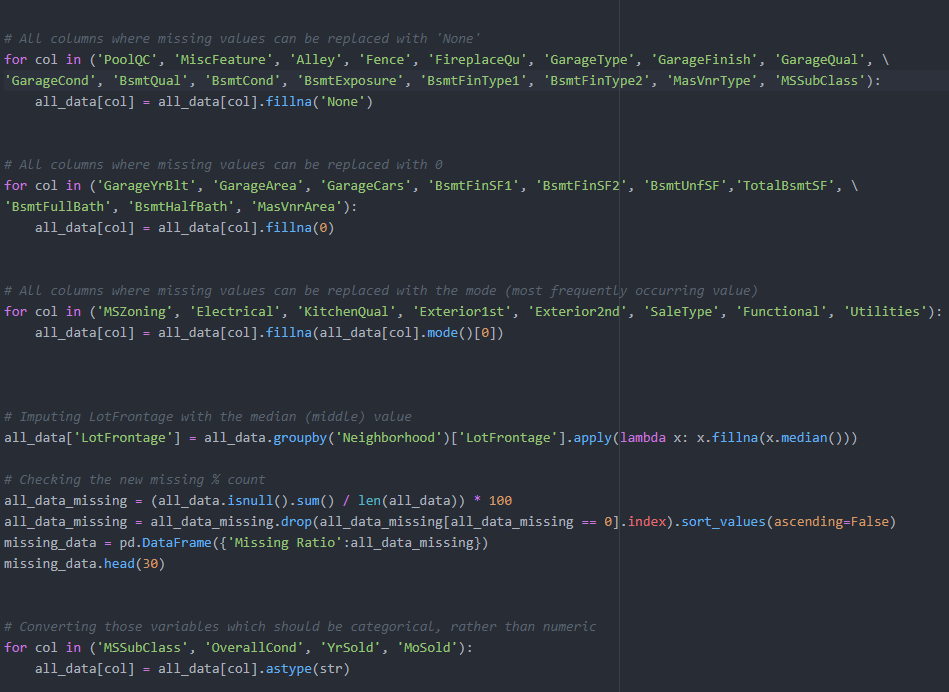 # All columns where missing values can be replaced with 'None'
for col in ('PoolQC', 'MiscFeature', 'Alley', 'Fence', 'FireplaceQu', 'GarageType', 'GarageFinish', 'GarageQual', \
'GarageCond', 'BsmtQual', 'BsmtCond', 'BsmtExposure', 'BsmtFinType1', 'BsmtFinType2', 'MasVnrType', 'MSSubClass'):
    all_data[col] = all_data[col].fillna('None')
# All columns where missing values can be replaced with 0
for col in ('GarageYrBlt', 'GarageArea', 'GarageCars', 'BsmtFinSF1', 'BsmtFinSF2', 'BsmtUnfSF','TotalBsmtSF', \
'BsmtFullBath', 'BsmtHalfBath', 'MasVnrArea'):
    all_data[col] = all_data[col].fillna(0)
# All columns where missing values can be replaced with the mode (most frequently occurring value)
for col in ('MSZoning', 'Electrical', 'KitchenQual', 'Exterior1st', 'Exterior2nd', 'SaleType', 'Functional', 'Utilities'):
    all_data[col] = all_data[col].fillna(all_data[col].mode()[0])
# Imputing LotFrontage with the median (middle) value
all_data['LotFrontage'] = all_data.groupby('Neighborhood')['LotFrontage'].apply(lambda x: x.fillna(x.median()))
# Checking the new missing % count
all_data_missing = (all_data.isnull().sum() / len(all_data)) * 100
all_data_missing = all_data_missing.drop(all_data_missing[all_data_missing == 0].index).sort_values(ascending=False)
missing_data = pd.DataFrame({'Missing Ratio':all_data_missing})
missing_data.head(30)
# Converting those variables which should be categorical, rather than numeric
for col in ('MSSubClass', 'OverallCond', 'YrSold', 'MoSold'):
    all_data[col] = all_data[col].astype(str)